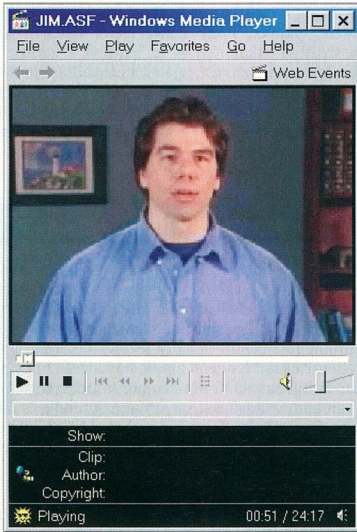 JIM.ASF - Windows Media Player
File View Play Favorites Go Help
Web Events
Show:
Clip:
Author:
Copyright:
Playing 00:51 / 24:17